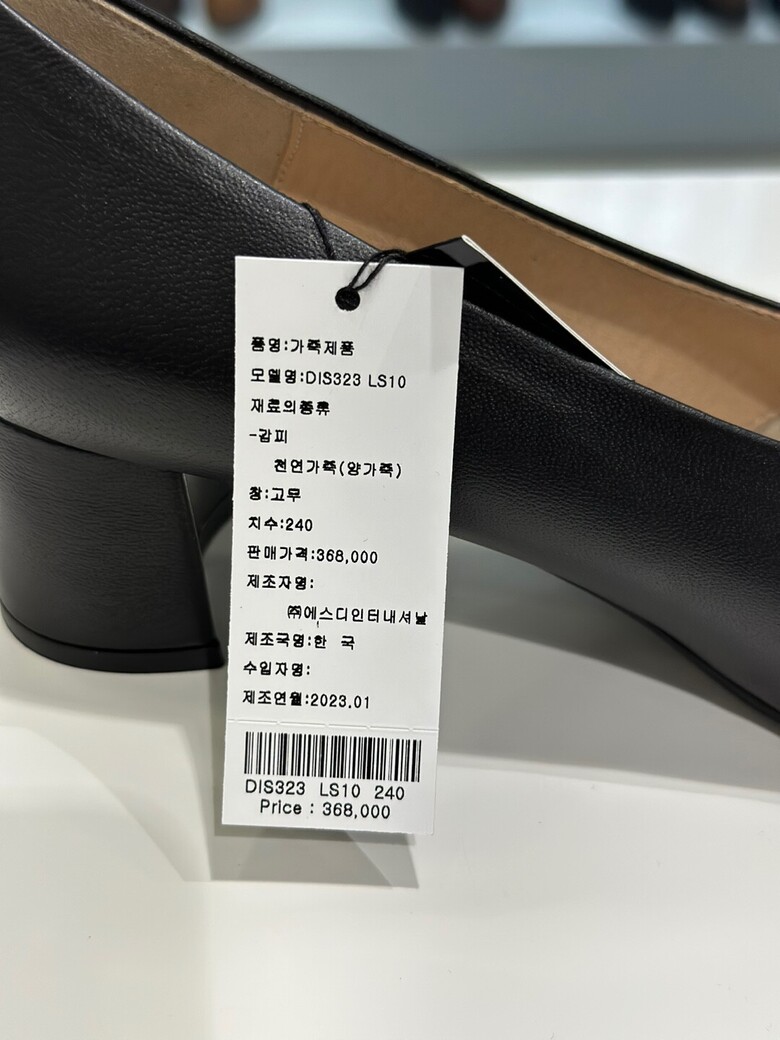 품명:가죽제품
모델명:DIS323 LS10
재료의종류
-겉피
천연가죽(양가죽)
창:고무
치수:240
판매가격:368,000
제조자명:
㈜에스디인터내셔날
제조국명:한 국
수입자명:
제조연월:2023.01
DIS323 LS10 240
Price : 368,000